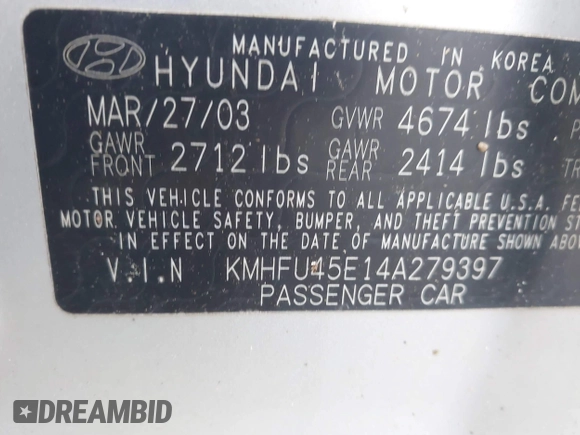 MANUFACTURED IN KOREA
HYUNDAI MOTOR COM
MAR/27/03 GVWR 4674 lbs
GAWR FRONT 2712 lbs GAWR REAR 2414 lbs TR
THIS VEHICLE CONFORMS TO ALL APPLICABLE U.S.A. FE
MOTOR VEHICLE SAFETY, BUMPER, AND THEFT PREVENTION ST
IN EFFECT ON THE DATE OF MANUFACTURE SHOWN ABOV
V.I.N KMHFU45E14A279397
PASSENGER CAR
DREAMBID